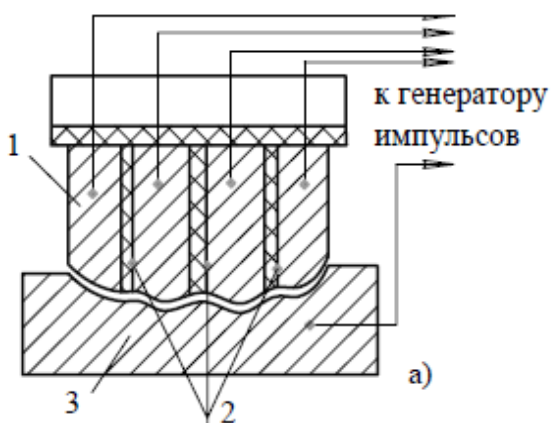 к генератору
импульсов
1
а)
3
2